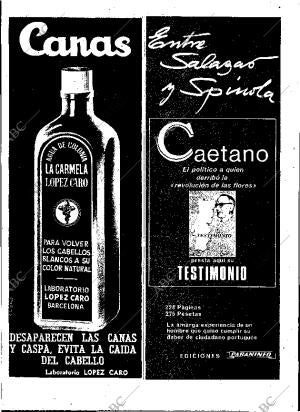 Canas
AGUA DE COLONIA
LA CARMELA
LOPEZ CARO
PARA VOLVER
LOS CABELLOS
BLANCOS A SU
COLOR NATURAL
LABORATORIO
LOPEZ CARO
BARCELONA
DESAPARECEN LAS CANAS
Y CASPA, EVITA LA CAIDA
DEL CABELLO
Laboratorio LOPEZ CARO
Entre
Salazar
y Spínola
Caetano
El político a quien
derribó la
«revolución de las flores»
TESTIMONIO
presta aquí su
TESTIMONIO
228 Páginas
275 Pesetas
La amarga experiencia de un
hombre que quiso cumplir su
deber de ciudadano portugués
EDICIONES PARANINFO
ABC